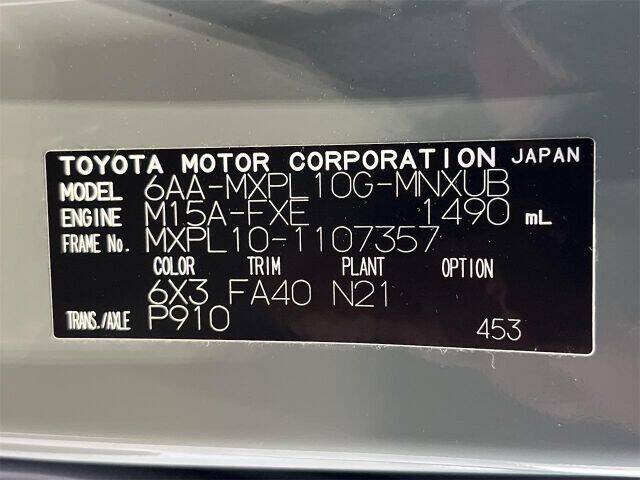 TOYOTA MOTOR CORPORATION JAPAN
MODEL 6AA-MXPL10G-MNXUB
ENGINE M15A-FXE 1490 mL
FRAME No. MXPL10-1107357
COLOR TRIM PLANT OPTION
6X3 FA40 N21
TRANS./AXLE P910 453